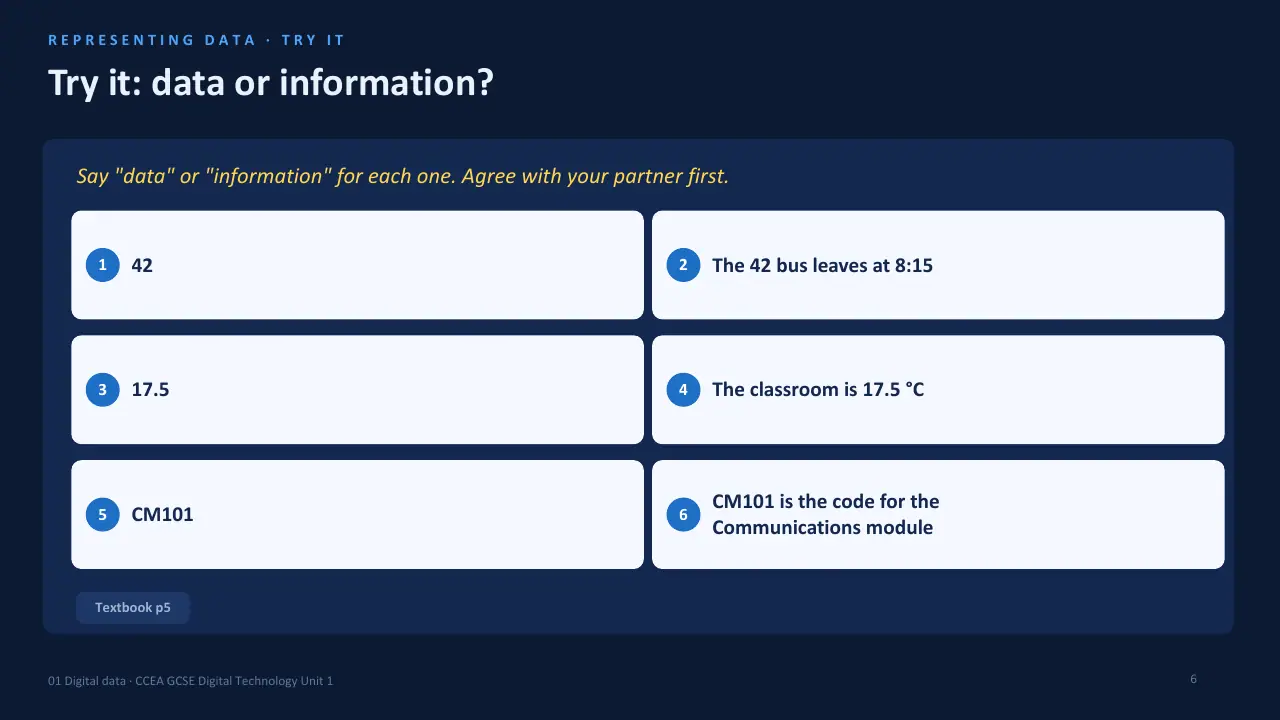 REPRESENTING DATA · TRY IT
Try it: data or information?
Say "data" or "information" for each one. Agree with your partner first.
1 42
2 The 42 bus leaves at 8:15
3 17.5
4 The classroom is 17.5 °C
5 CM101
6 CM101 is the code for the
Communications module
Textbook p5
01 Digital data · CCEA GCSE Digital Technology Unit 1
6